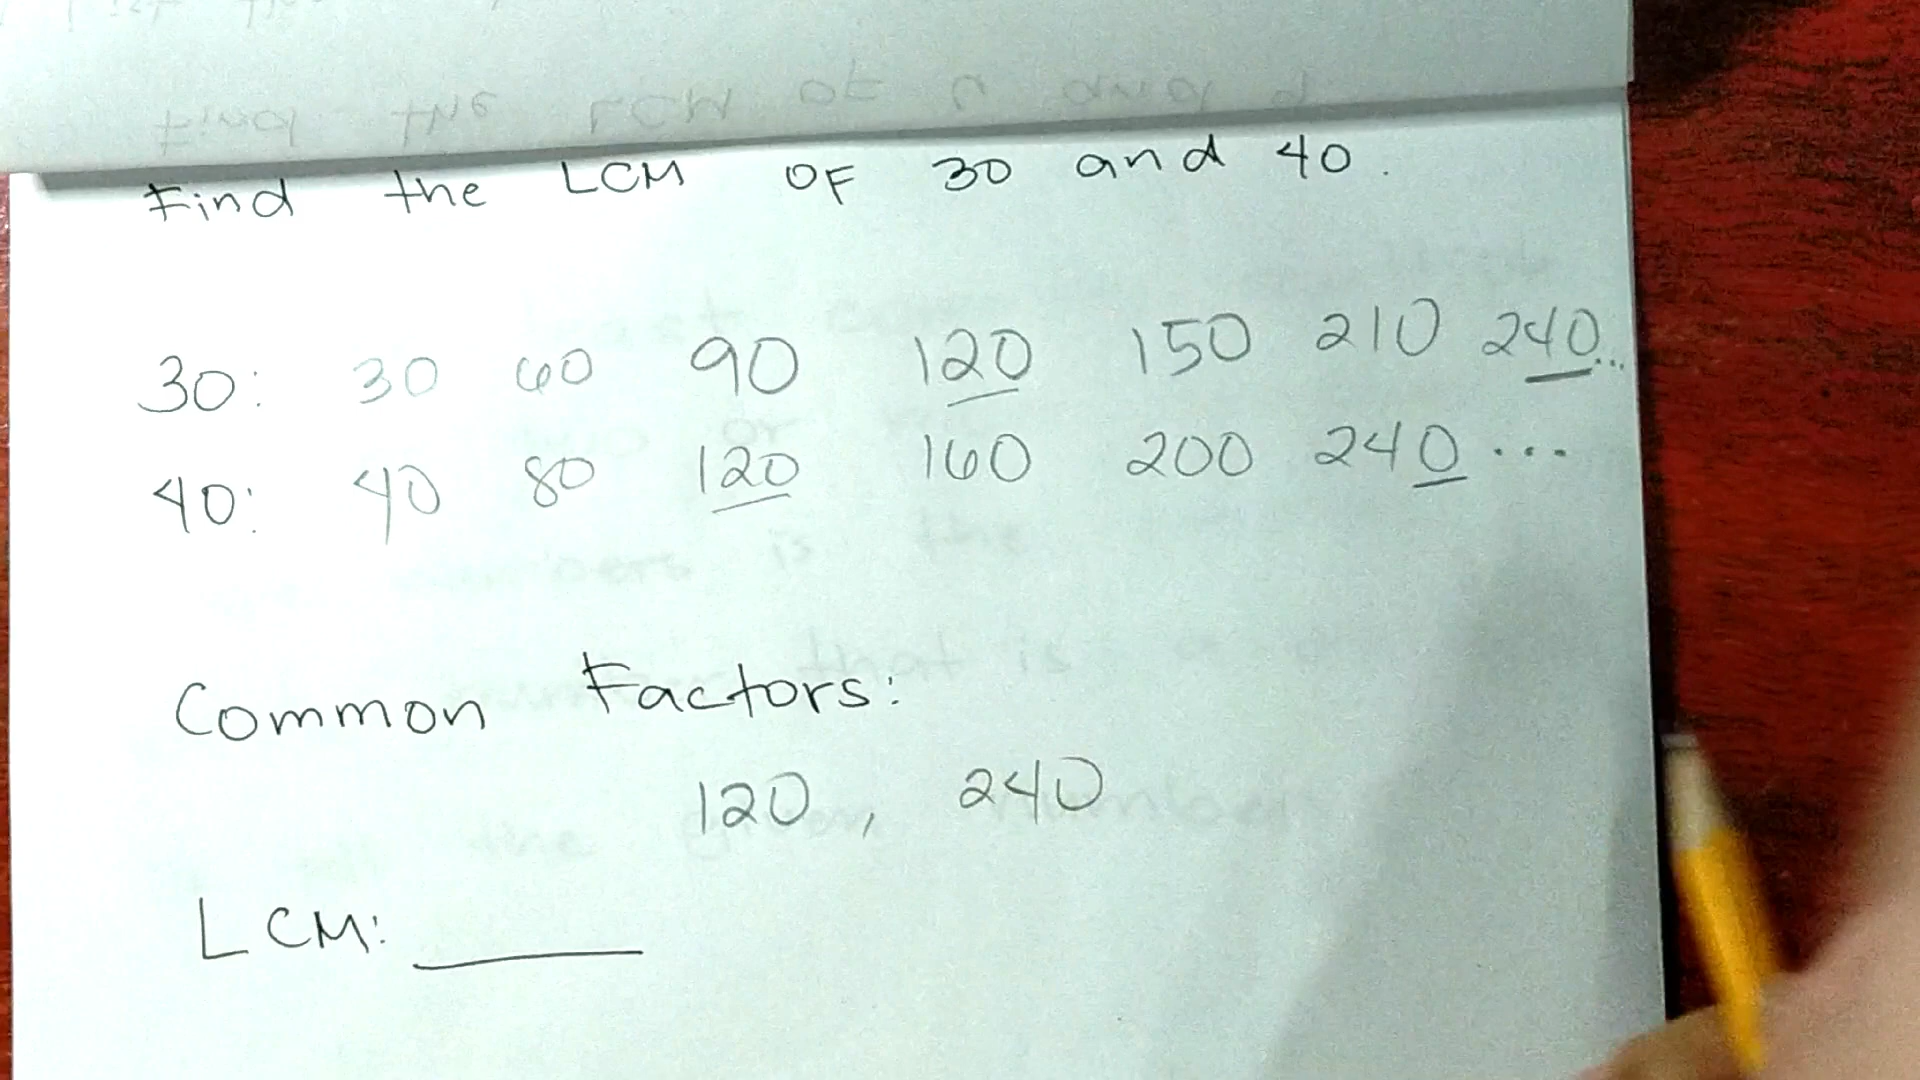 Find the LCM OF 30 and 40.
30: 30 60 90 120 150 210 240...
40: 40 80 120 160 200 240 ...
Common Factors:
120, 240
LCM: ______